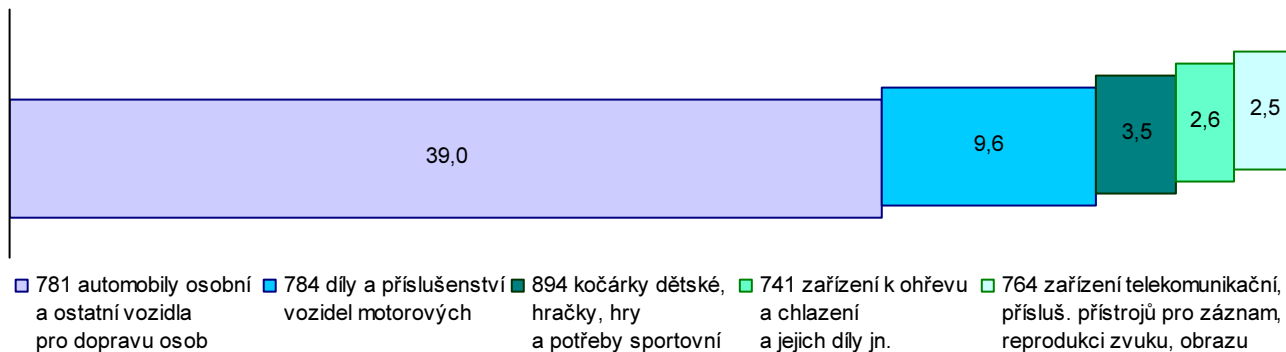 39,0
9,6
3,5
2,6
2,5
781 automobily osobní
a ostatní vozidla
pro dopravu osob
784 díly a příslušenství
vozidel motorových
894 kočárky dětské,
hračky, hry
a potřeby sportovní
741 zařízení k ohřevu
a chlazení
a jejich díly jn.
764 zařízení telekomunikační,
přísluš. přístrojů pro záznam,
reprodukci zvuku, obrazu